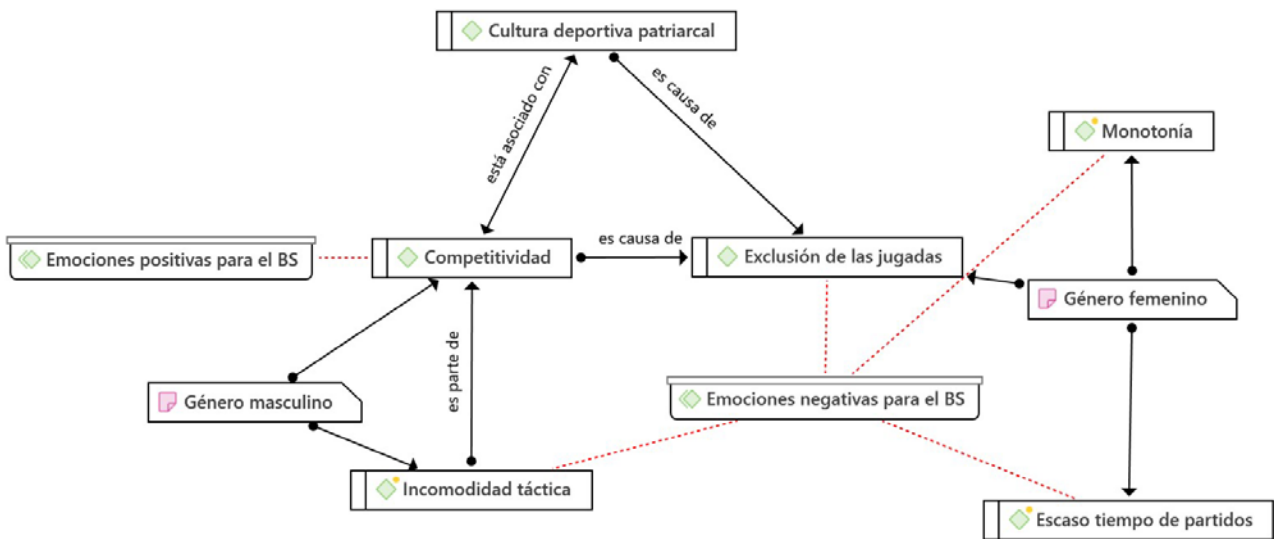 Cultura deportiva patriarcal
está asociado con
es causa de
Monotonía
Emociones positivas para el BS
Competitividad
es causa de
Exclusión de las jugadas
Género femenino
es parte de
Género masculino
Emociones negativas para el BS
Incomodidad táctica
Escaso tiempo de partidos